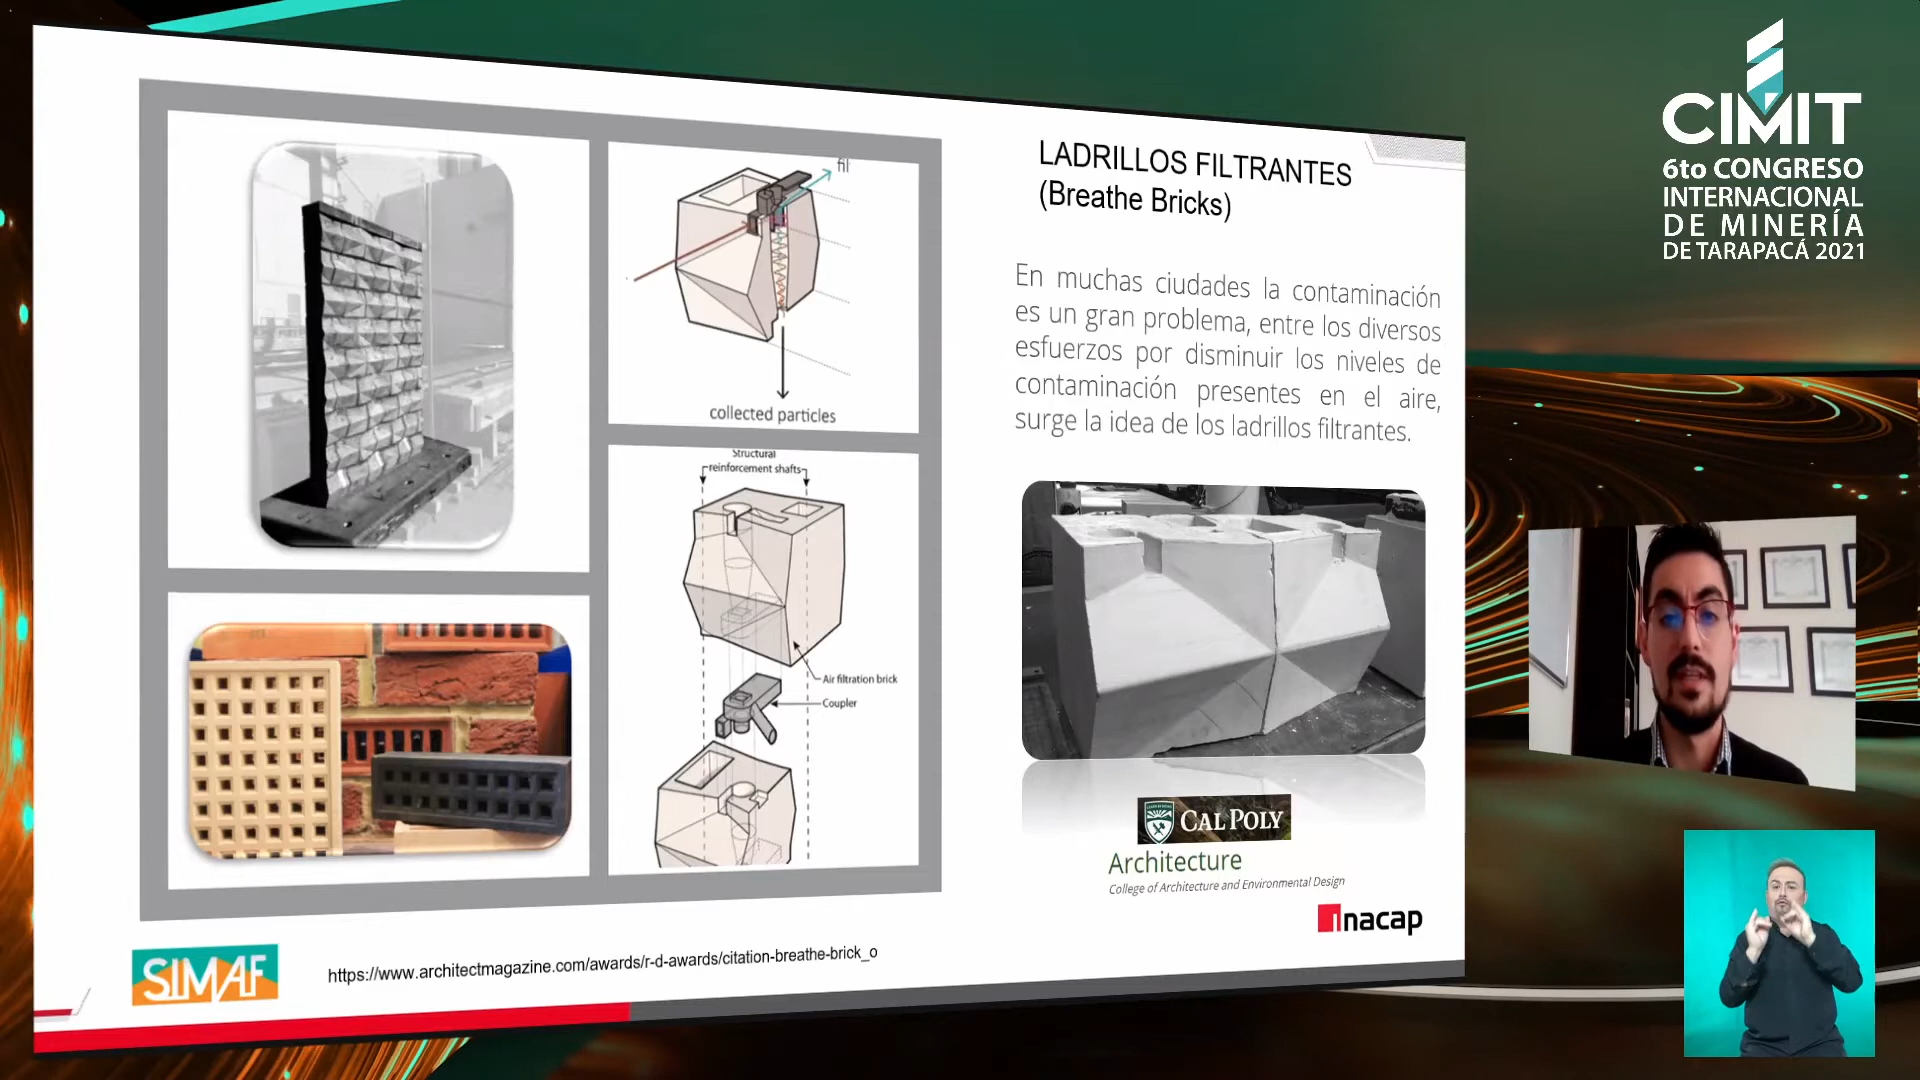 LADRILLOS FILTRANTES
(Breathe Bricks)
En muchas ciudades la contaminación
es un gran problema, entre los diversos
esfuerzos por disminuir los niveles de
contaminación presentes en el aire,
surge la idea de los ladrillos filtrantes.
fil
collected particles
Structural
reinforcement shafts
Air filtration brick
Coupler
CAL POLY
Architecture
College of Architecture and Environmental Design
inacap
SIMAF
https://www.architectmagazine.com/awards/r-d-awards/citation-breathe-brick_o
CIMIT
6to CONGRESO
INTERNACIONAL
DE MINERÍA
DE TARAPACÁ 2021